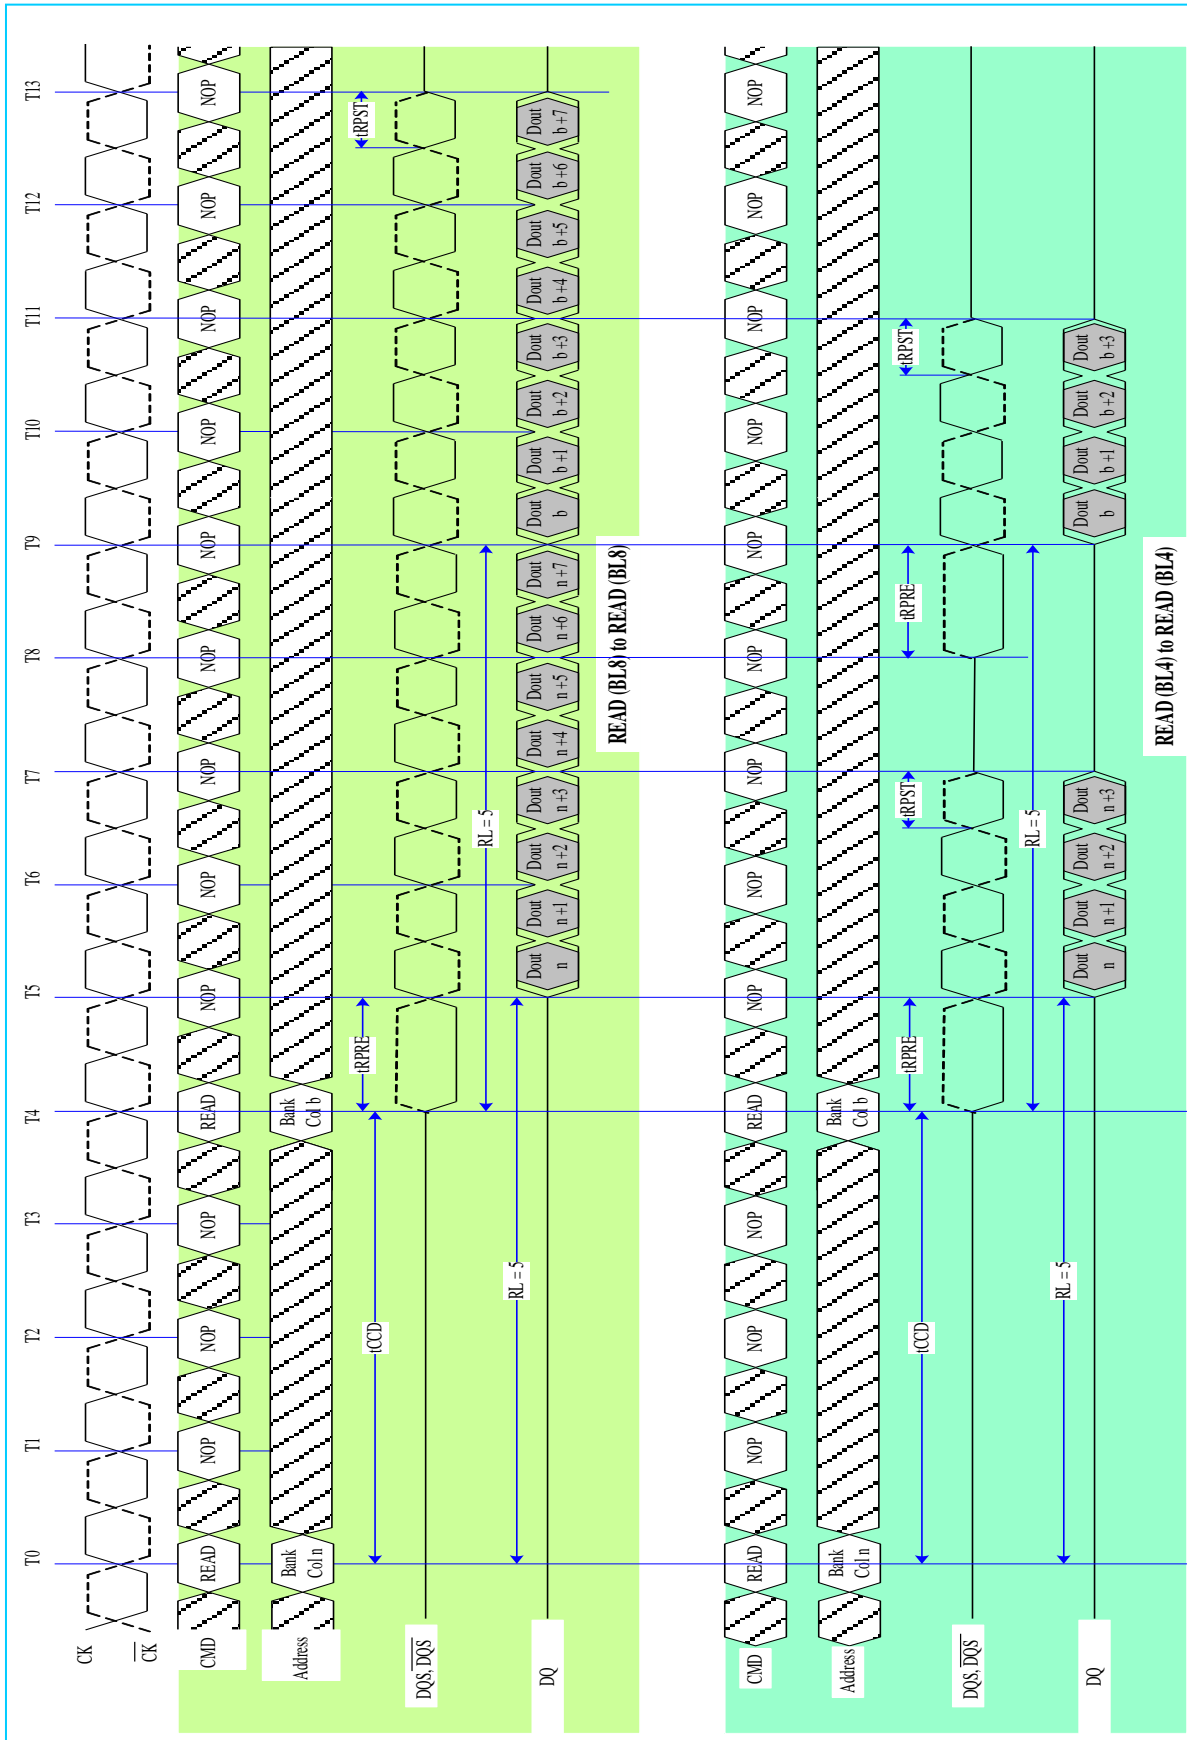 T0 T1 T2 T3 T4 T5 T6 T7 T8 T9 T10 T11 T12 T13
CK
CK
CMD READ NOP NOP NOP READ NOP NOP NOP NOP NOP NOP NOP NOP NOP
Address
Bank
Col n
Bank
Col b
tCCD
tRPRE
tRPST
DQS, DQS
RL = 5
RL = 5
DQ
Dout
n
Dout
n+1
Dout
n+2
Dout
n+3
Dout
n+4
Dout
n+5
Dout
n+6
Dout
n+7
Dout
b
Dout
b+1
Dout
b+2
Dout
b+3
Dout
b+4
Dout
b+5
Dout
b+6
Dout
b+7
READ (BL8) to READ (BL8)
CMD READ NOP NOP NOP READ NOP NOP NOP NOP NOP NOP NOP NOP NOP
Address
Bank
Col n
Bank
Col b
tCCD
tRPRE
tRPST
tRPRE
tRPST
DQS, DQS
RL = 5
RL = 5
DQ
Dout
n
Dout
n+1
Dout
n+2
Dout
n+3
Dout
b
Dout
b+1
Dout
b+2
Dout
b+3
READ (BL4) to READ (BL4)